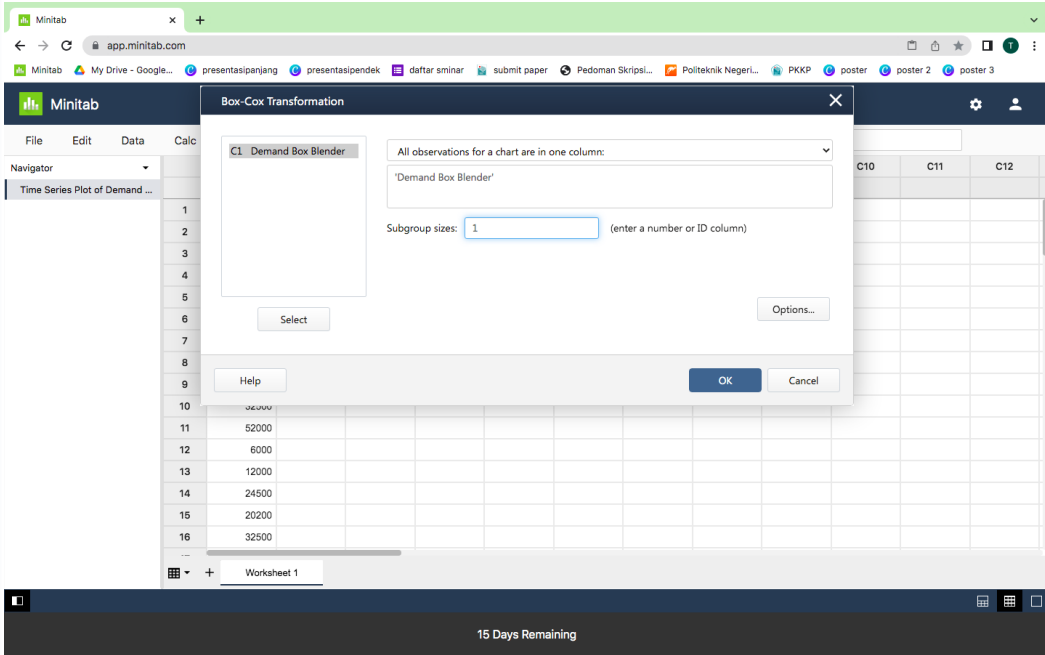 Minitab
app.minitab.com
Minitab My Drive - Google... presentasipanjang presentasipendek daftar sminar submit paper Pedoman Skripsi... Politeknik Negeri... PKKP poster poster 2 poster 3
T
Minitab
Box-Cox Transformation
File Edit Data Calc
C1 Demand Box Blender
All observations for a chart are in one column:
Navigator
C10 C11 C12
'Demand Box Blender'
Time Series Plot of Demand ...
1
2
Subgroup sizes: 1 (enter a number or ID column)
3
4
5
Options...
6
Select
7
8
9
Help OK Cancel
10 32500
11 52000
12 6000
13 12000
14 24500
15 20200
16 32500
+ Worksheet 1
15 Days Remaining